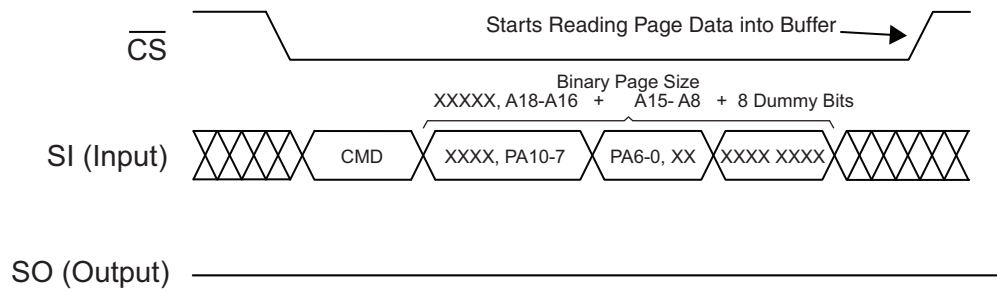 Starts Reading Page Data into Buffer
CS
Binary Page Size
XXXXX, A18-A16 + A15- A8 + 8 Dummy Bits
SI (Input)
CMD
XXXX, PA10-7
PA6-0, XX
XXXX XXXX
SO (Output)